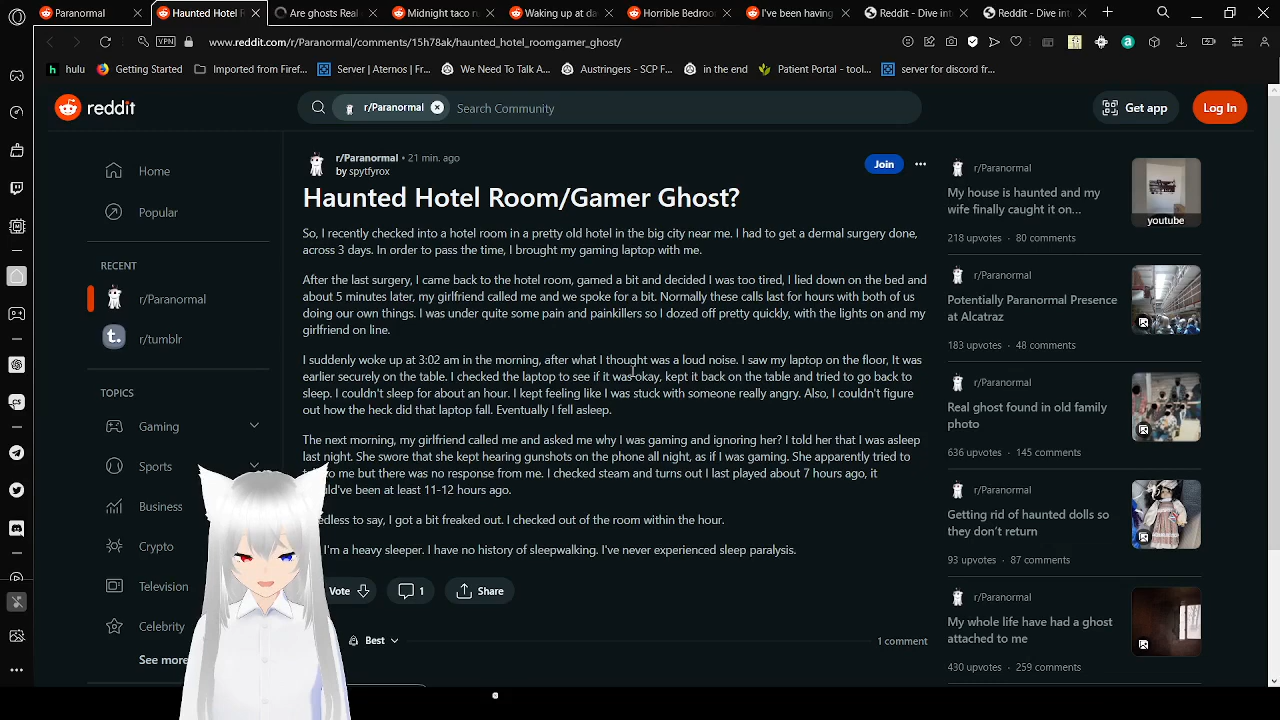 Paranormal
Haunted Hotel R
Are ghosts Real
Midnight taco re
Waking up at da
Horrible Bedroo
I've been having
Reddit - Dive int
Reddit - Dive int
VPN
www.reddit.com/r/Paranormal/comments/15h78ak/haunted_hotel_roomgamer_ghost/
hulu
Getting Started
Imported from Firef...
Server | Aternos | Fr...
We Need To Talk A...
Austringers - SCP F...
in the end
Patient Portal - tool...
server for discord fr...
reddit
r/Paranormal
Search Community
Get app
Log In
Home
Popular
RECENT
r/Paranormal
r/tumblr
TOPICS
Gaming
Sports
Business
Crypto
Television
Celebrity
See more
r/Paranormal • 21 min. ago
by spytfyrox
Join
Haunted Hotel Room/Gamer Ghost?
So, I recently checked into a hotel room in a pretty old hotel in the big city near me. I had to get a dermal surgery done,
across 3 days. In order to pass the time, I brought my gaming laptop with me.
After the last surgery, I came back to the hotel room, gamed a bit and decided I was too tired, I lied down on the bed and
about 5 minutes later, my girlfriend called me and we spoke for a bit. Normally these calls last for hours with both of us
doing our own things. I was under quite some pain and painkillers so I dozed off pretty quickly, with the lights on and my
girlfriend on line.
I suddenly woke up at 3:02 am in the morning, after what I thought was a loud noise. I saw my laptop on the floor, It was
earlier securely on the table. I checked the laptop to see if it was okay, kept it back on the table and tried to go back to
sleep. I couldn't sleep for about an hour. I kept feeling like I was stuck with someone really angry. Also, I couldn't figure
out how the heck did that laptop fall. Eventually I fell asleep.
The next morning, my girlfriend called me and asked me why I was gaming and ignoring her? I told her that I was asleep
last night. She swore that she kept hearing gunshots on the phone all night, as if I was gaming. She apparently tried to
to me but there was no response from me. I checked steam and turns out I last played about 7 hours ago, it
ld've been at least 11-12 hours ago.
edless to say, I got a bit freaked out. I checked out of the room within the hour.
I'm a heavy sleeper. I have no history of sleepwalking. I've never experienced sleep paralysis.
Vote
1
Share
Best
1 comment
r/Paranormal
My house is haunted and my
wife finally caught it on...
youtube
218 upvotes • 80 comments
r/Paranormal
Potentially Paranormal Presence
at Alcatraz
183 upvotes • 48 comments
r/Paranormal
Real ghost found in old family
photo
636 upvotes • 145 comments
r/Paranormal
Getting rid of haunted dolls so
they don't return
93 upvotes • 87 comments
r/Paranormal
My whole life have had a ghost
attached to me
430 upvotes • 259 comments